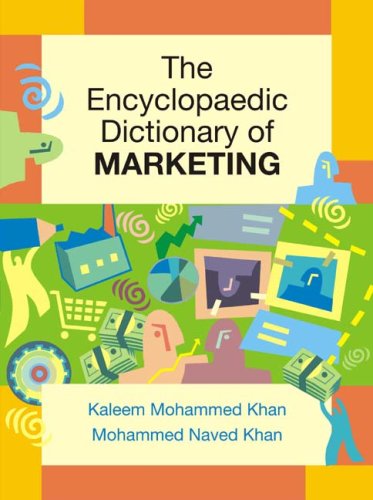 The
Encyclopaedic
Dictionary of
MARKETING
Kaleem Mohammed Khan
Mohammed Naved Khan